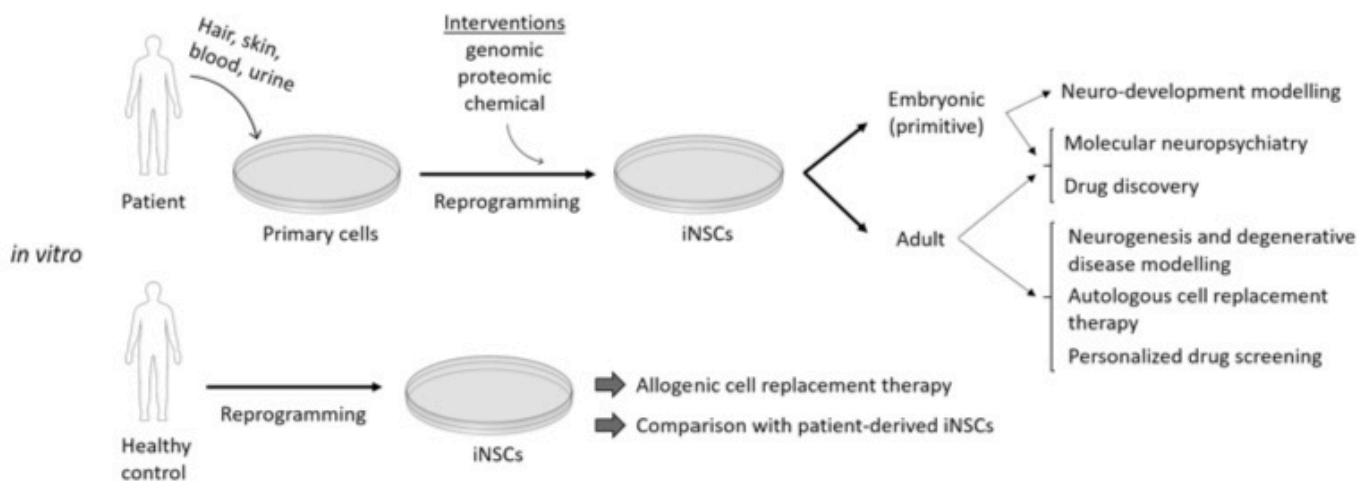 Hair, skin,
blood, urine
Patient
Primary cells
Interventions
genomic
proteomic
chemical
Reprogramming
iNSCs
Embryonic
(primitive)
Adult
Neuro-development modelling
Molecular neuropsychiatry
Drug discovery
Neurogenesis and degenerative
disease modelling
Autologous cell replacement
therapy
Personalized drug screening
in vitro
Healthy
control
Reprogramming
iNSCs
Allogenic cell replacement therapy
Comparison with patient-derived iNSCs